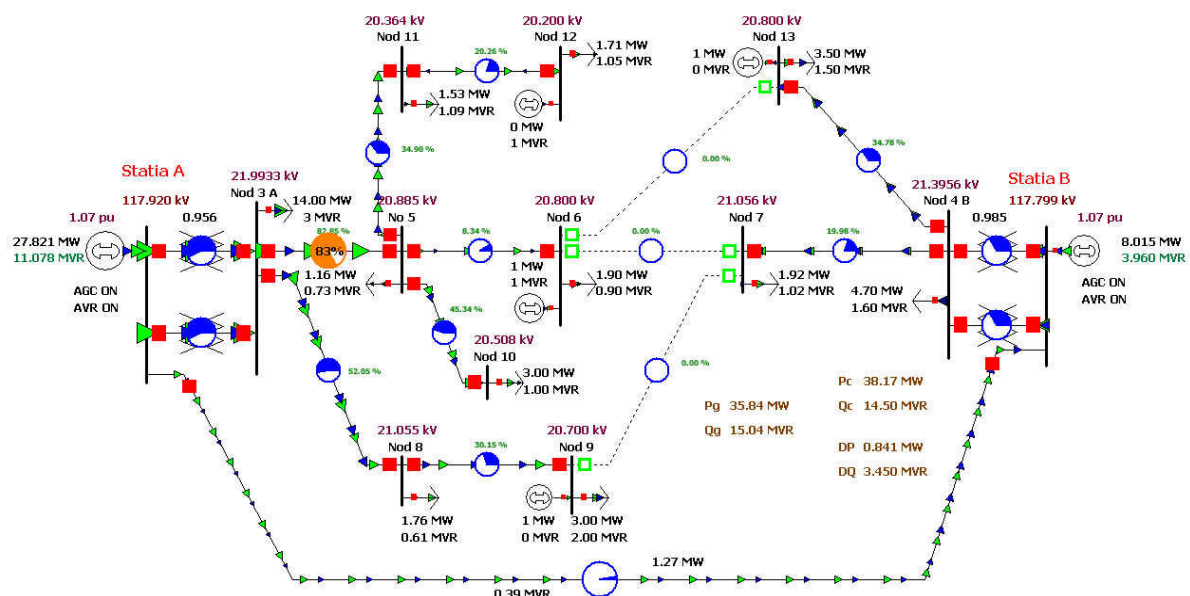 20.364 kV
Nod 11
20.200 kV
Nod 12
20.800 kV
Nod 13
20.26 %
1.71 MW
1.05 MVR
1 MW
0 MVR
3.50 MW
1.50 MVR
1.53 MW
1.09 MVR
0 MW
1 MVR
34.90 %
0.00 %
34.78 %
Statia A
117.920 kV
21.9933 kV
Nod 3 A
14.00 MW
3 MVR
20.885 kV
No 5
20.800 kV
Nod 6
21.056 kV
Nod 7
21.3956 kV
Nod 4 B
Statia B
117.799 kV
1.07 pu
27.821 MW
11.078 MVR
AGC ON
AVR ON
0.956
82.85 %
83%
8.34 %
0.00 %
19.98 %
0.985
1.07 pu
8.015 MW
3.960 MVR
AGC ON
AVR ON
1.16 MW
0.73 MVR
1 MW
1 MVR
1.90 MW
0.90 MVR
1.92 MW
1.02 MVR
4.70 MW
1.60 MVR
45.34 %
20.508 kV
Nod 10
3.00 MW
1.00 MVR
52.05 %
0.00 %
Pg 35.84 MW
Qg 15.04 MVR
Pc 38.17 MW
Qc 14.50 MVR
DP 0.841 MW
DQ 3.450 MVR
21.055 kV
Nod 8
30.15 %
20.700 kV
Nod 9
1.76 MW
0.61 MVR
1 MW
0 MVR
3.00 MW
2.00 MVR
1.27 MW
0.39 MVR